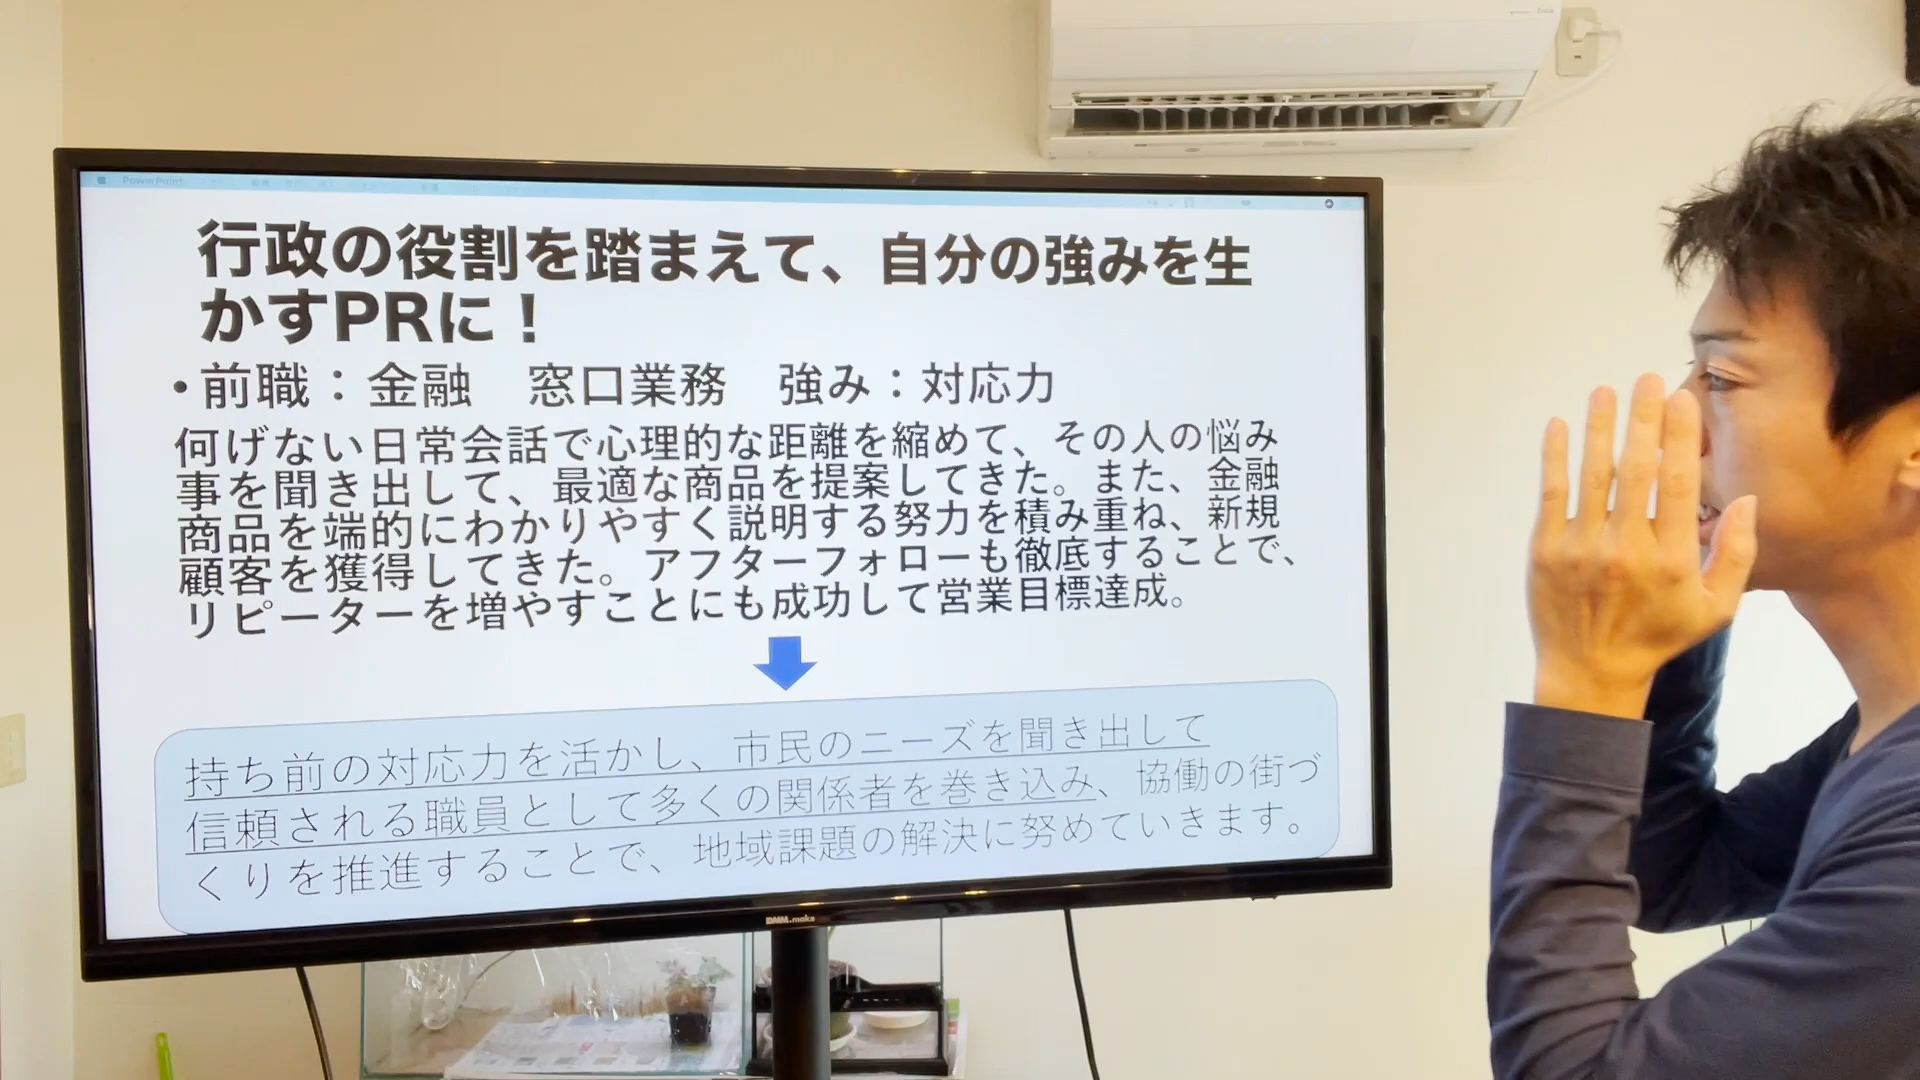 PowerPoint
行政の役割を踏まえて、自分の強みを生
かすPRに！
・前職：金融　窓口業務　強み：対応力
何げない日常会話で心理的な距離を縮めて、その人の悩み
事を聞き出して、最適な商品を提案してきた。また、金融
商品を端的にわかりやすく説明する努力を積み重ね、新規
顧客を獲得してきた。アフターフォローも徹底することで、
リピーターを増やすことにも成功して営業目標達成。
持ち前の対応力を活かし、市民のニーズを聞き出して
信頼される職員として多くの関係者を巻き込み、協働の街づ
くりを推進することで、地域課題の解決に努めていきます。
DMM.make